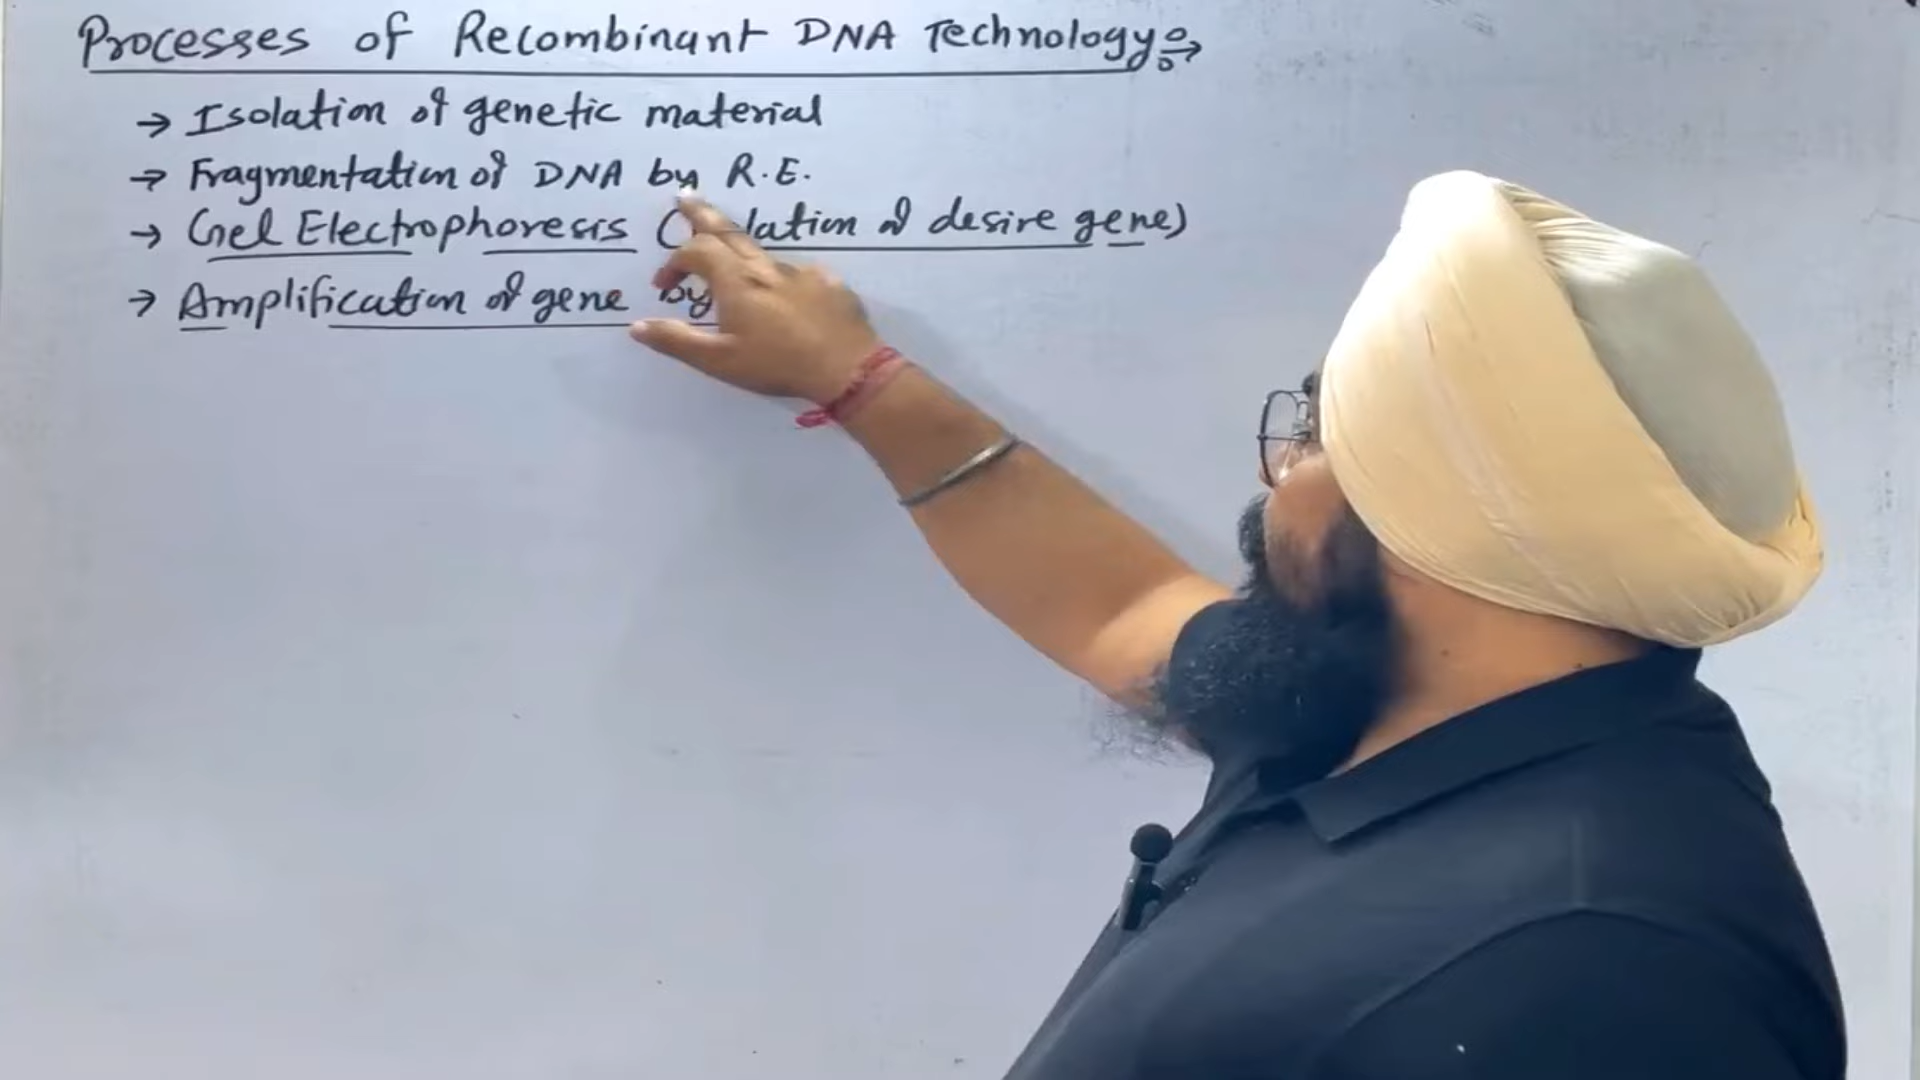 Processes of Recombinant DNA Technology:→
→ Isolation of genetic material
→ Fragmentation of DNA by R.E.
→ Gel Electrophoresis ( of desire gene)
→ Amplification of gene by